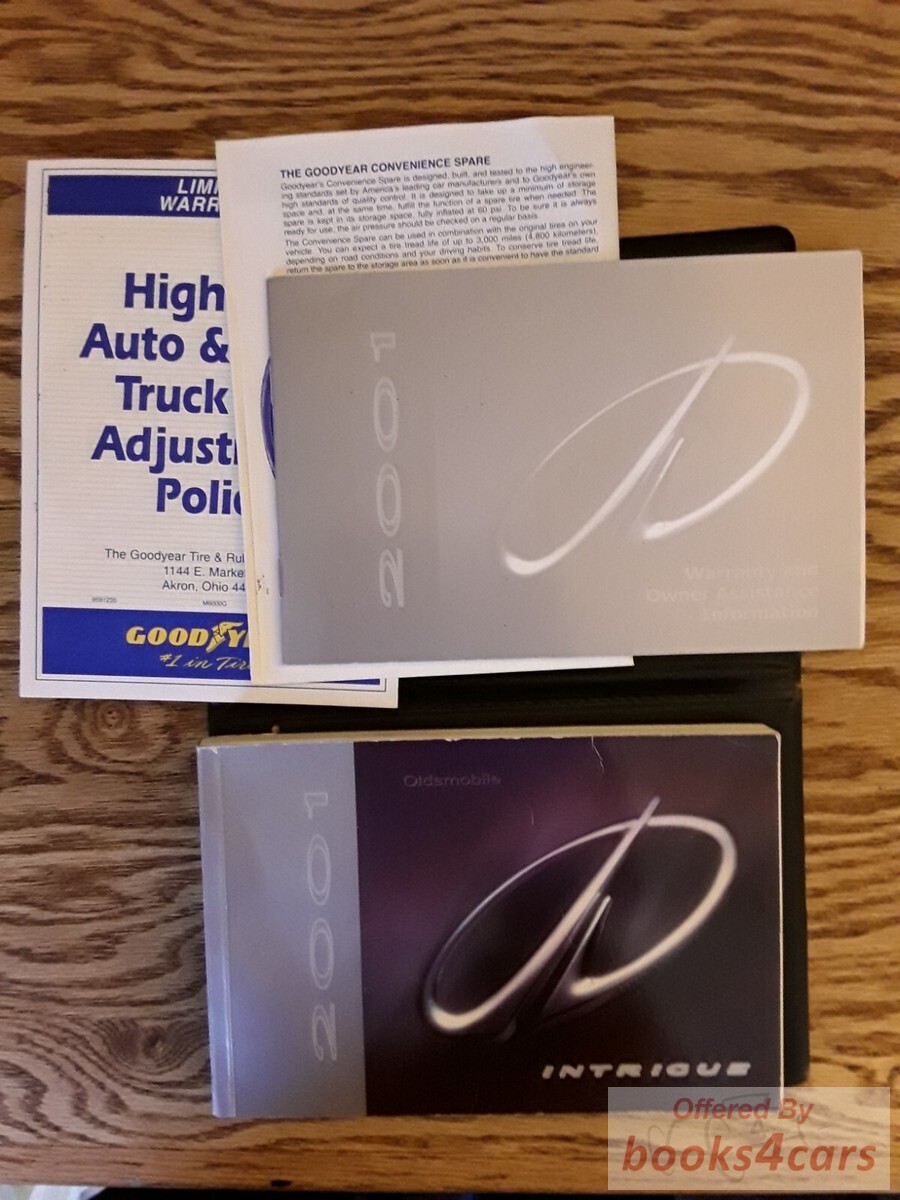 LIMI
WARR
High
Auto &
Truck
Adjust
Polic
The Goodyear Tire & Rub
1144 E. Marke
Akron, Ohio 44
GOODYE
#1 in Tire
THE GOODYEAR CONVENIENCE SPARE
Goodyear's Convenience Spare is designed, built, and tested to the high engineer-
ing standards set by America's leading car manufacturers and to Goodyear's own
high standards of quality control. It is designed to take up a minimum of storage
space and, at the same time, fulfill the function of a spare tire when needed. The
spare is kept in its storage space, fully inflated at 60 psi. To be sure it is always
ready for use, the air pressure should be checked on a regular basis.
The Convenience Spare can be used in combination with the original tires on your
vehicle. You can expect a tire tread life of up to 3,000 miles (4,800 kilometers),
depending on road conditions and your driving habits. To conserve tire tread life,
return the spare to the storage area as soon as it is convenient to have the standard
2001
Warranty and
Owner Assistance
Information
2001
Oldsmobile
INTRIGUE
Offered By
books4cars